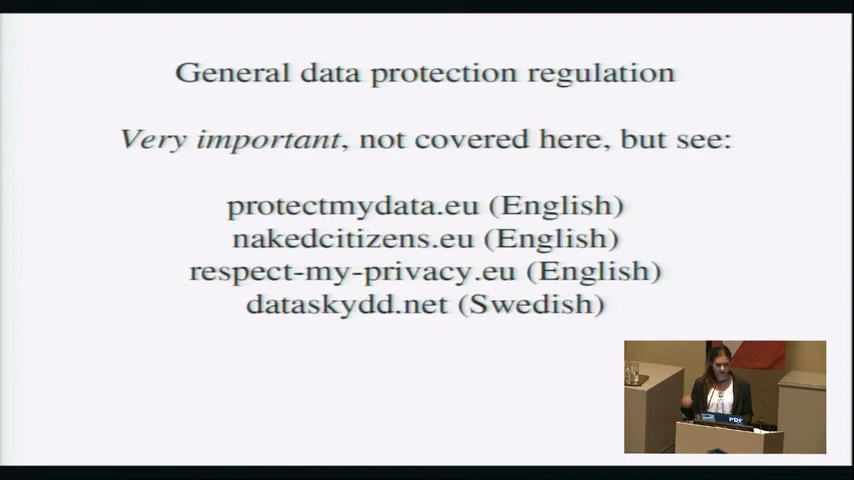 General data protection regulation
Very important, not covered here, but see:
protectmydata.eu (English)
nakedcitizens.eu (English)
respect-my-privacy.eu (English)
dataskydd.net (Swedish)
PDF